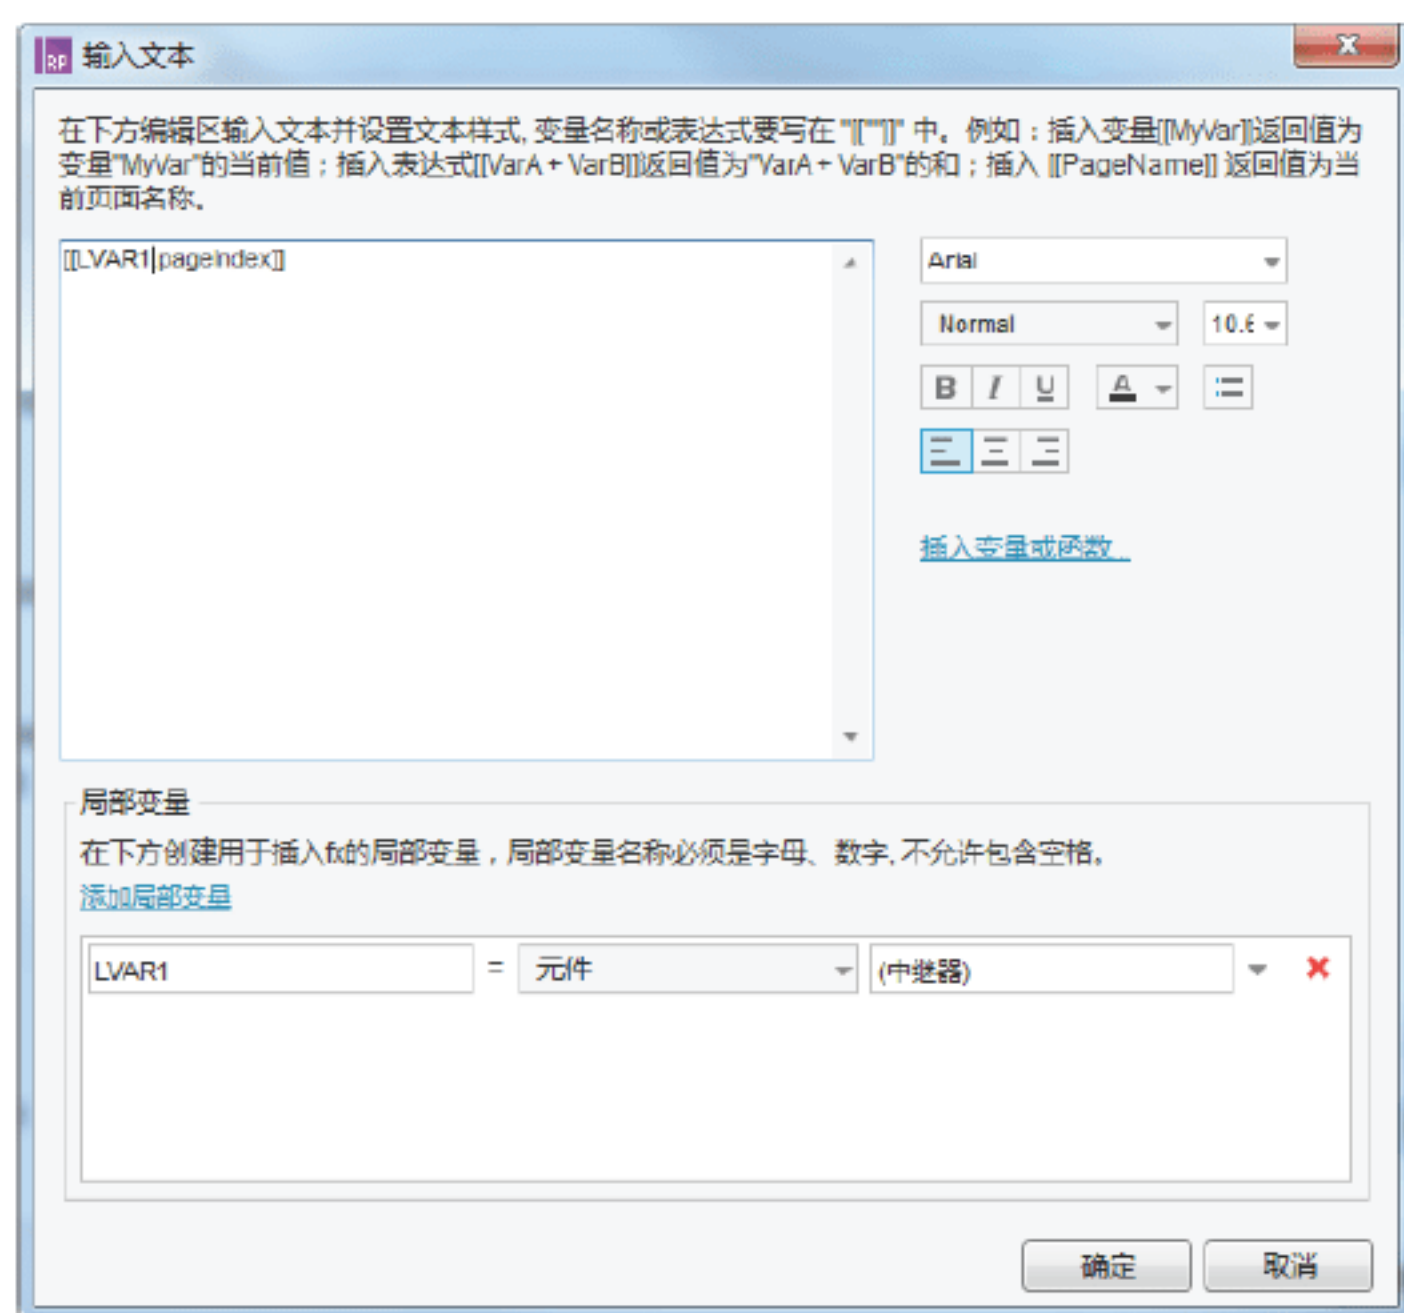 RP 输入文本
在下方编辑区输入文本并设置文本样式, 变量名称或表达式要写在 "[[""]]" 中。例如：插入变量[[MyVar]]返回值为
变量"MyVar"的当前值；插入表达式[[VarA + VarB]]返回值为"VarA + VarB"的和；插入 [[PageName]] 返回值为当
前页面名称。
[[LVAR1.pageIndex]]
Arial
Normal 10.6
B I U A
插入变量或函数...
局部变量
在下方创建用于插入fx的局部变量，局部变量名称必须是字母、数字, 不允许包含空格。
添加局部变量
LVAR1 = 元件 (中继器)
确定 取消